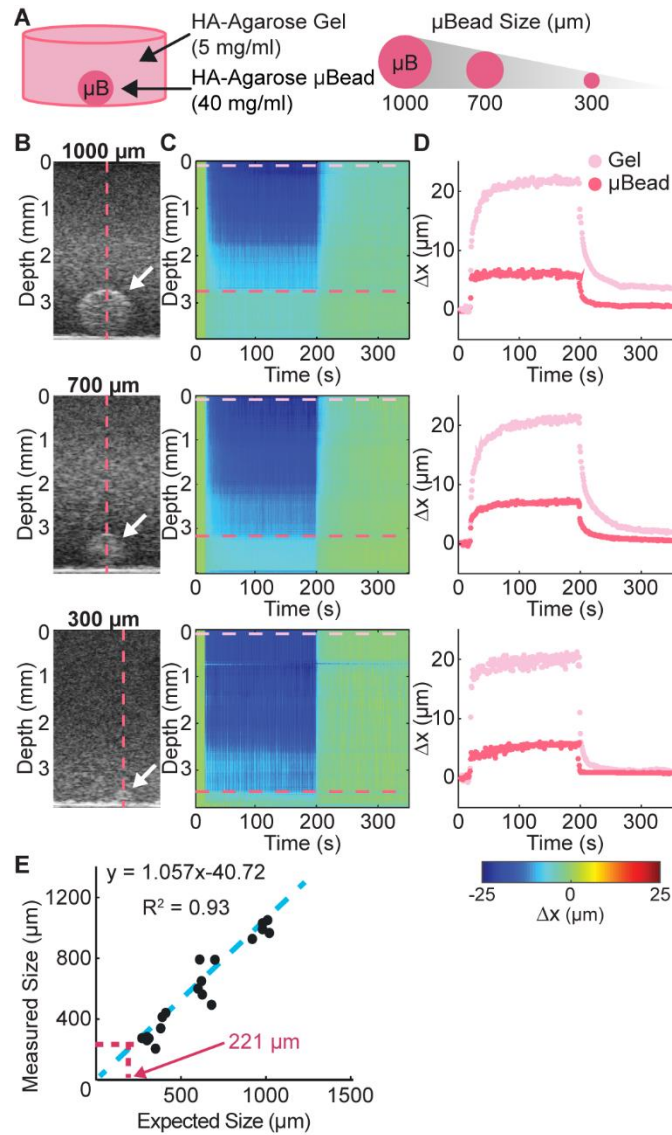 A
HA-Agarose Gel
(5 mg/ml)
HA-Agarose µBead
(40 mg/ml)
µB
µBead Size (µm)
µB
1000 700 300
B 1000 µm
Depth (mm)
0
1
2
3
C
Depth (mm)
0
1
2
3
0 100 200 300
Time (s)
D
Gel
µBead
Δx (µm)
20
10
0
0 100 200 300
Time (s)
700 µm
Depth (mm)
0
1
2
3
Depth (mm)
0
1
2
3
0 100 200 300
Time (s)
Δx (µm)
20
10
0
0 100 200 300
Time (s)
300 µm
Depth (mm)
0
1
2
3
Depth (mm)
0
1
2
3
0 100 200 300
Time (s)
Δx (µm)
20
10
0
0 100 200 300
Time (s)
-25 0 25
Δx (µm)
E
y = 1.057x-40.72
R² = 0.93
Measured Size (µm)
1200
800
400
0
221 µm
500 1000 1500
Expected Size (µm)